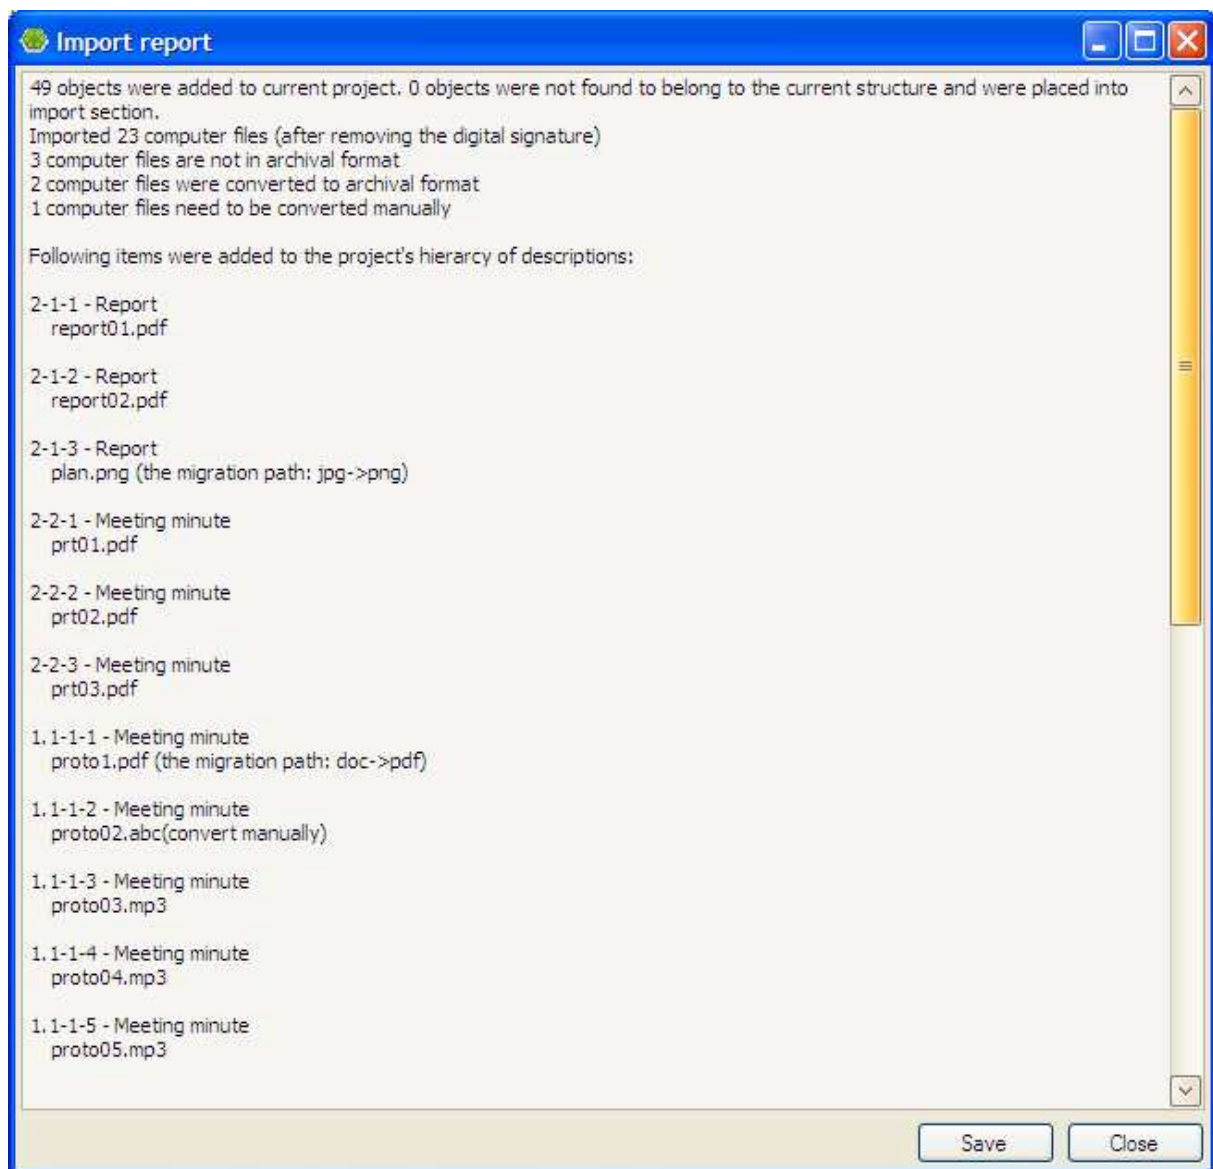 Import report
49 objects were added to current project. 0 objects were not found to belong to the current structure and were placed into
import section.
Imported 23 computer files (after removing the digital signature)
3 computer files are not in archival format
2 computer files were converted to archival format
1 computer files need to be converted manually
Following items were added to the project's hierarcy of descriptions:
2-1-1 - Report
report01.pdf
2-1-2 - Report
report02.pdf
2-1-3 - Report
plan.png (the migration path: jpg->png)
2-2-1 - Meeting minute
prt01.pdf
2-2-2 - Meeting minute
prt02.pdf
2-2-3 - Meeting minute
prt03.pdf
1.1-1-1 - Meeting minute
proto1.pdf (the migration path: doc->pdf)
1.1-1-2 - Meeting minute
proto02.abc(convert manually)
1.1-1-3 - Meeting minute
proto03.mp3
1.1-1-4 - Meeting minute
proto04.mp3
1.1-1-5 - Meeting minute
proto05.mp3
Save Close